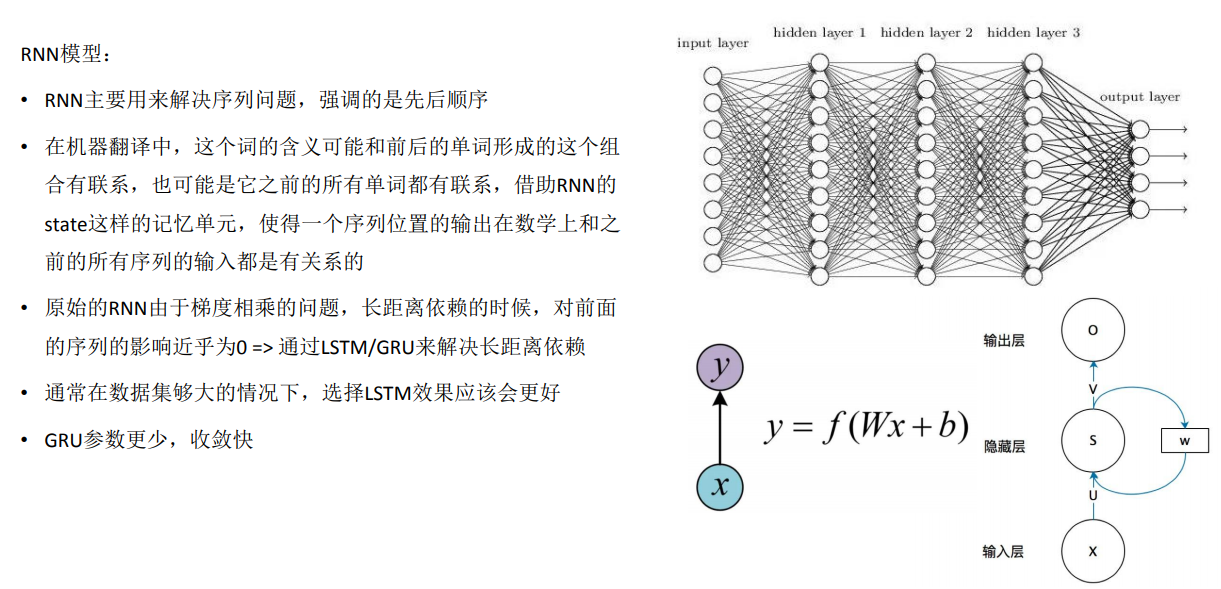 RNN模型：
• RNN主要用来解决序列问题，强调的是先后顺序
• 在机器翻译中，这个词的含义可能和前后的单词形成的这个组
合有联系，也可能是它之前的所有单词都有联系，借助RNN的
state这样的记忆单元，使得一个序列位置的输出在数学上和之
前的所有序列的输入都是有关系的
• 原始的RNN由于梯度相乘的问题，长距离依赖的时候，对前面
的序列的影响近乎为0 => 通过LSTM/GRU来解决长距离依赖
• 通常在数据集够大的情况下，选择LSTM效果应该会更好
• GRU参数更少，收敛快
input layer
hidden layer 1
hidden layer 2
hidden layer 3
output layer
y
x
y = f(Wx + b)
输出层
O
V
隐藏层
S
W
U
输入层
X